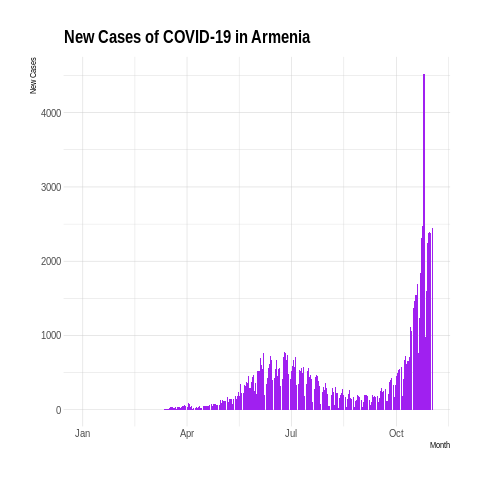 New Cases of COVID-19 in Armenia
New Cases
4000
3000
2000
1000
0
Jan Apr Jul Oct
Month